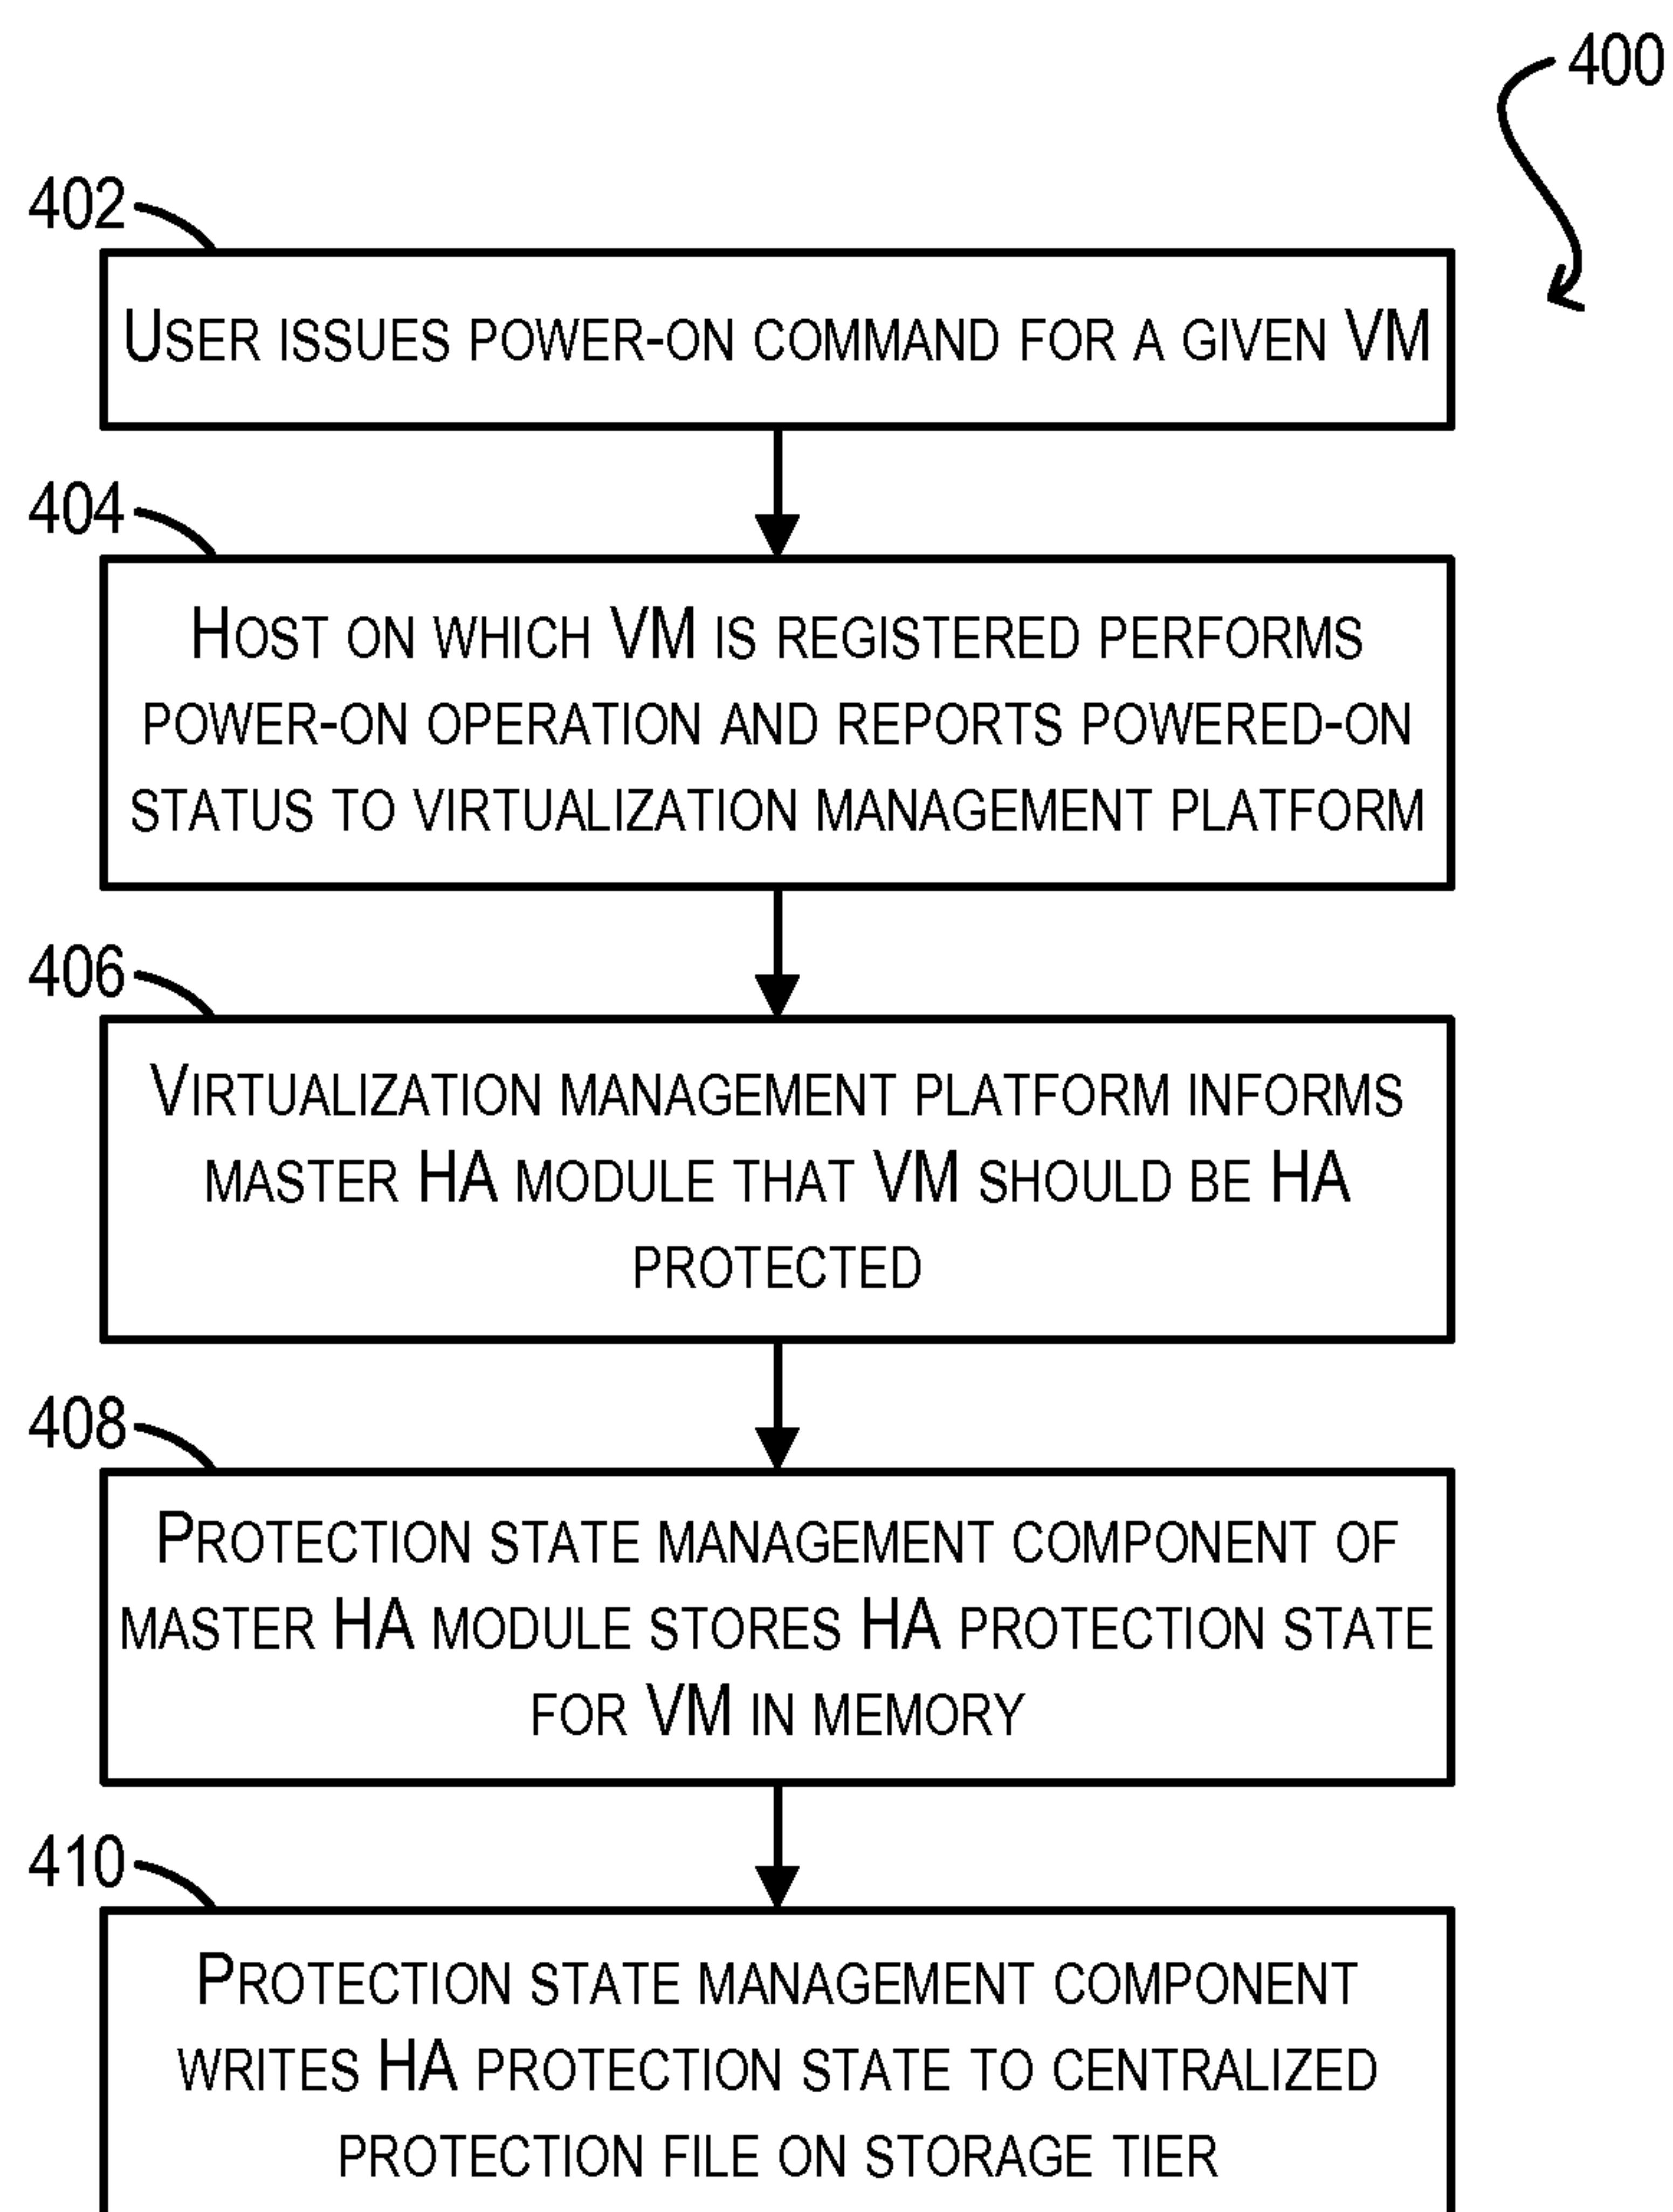 400
402
User issues power-on command for a given VM
404
Host on which VM is registered performs
power-on operation and reports powered-on
status to virtualization management platform
406
Virtualization management platform informs
master HA module that VM should be HA
protected
408
Protection state management component of
master HA module stores HA protection state
for VM in memory
410
Protection state management component
writes HA protection state to centralized
protection file on storage tier